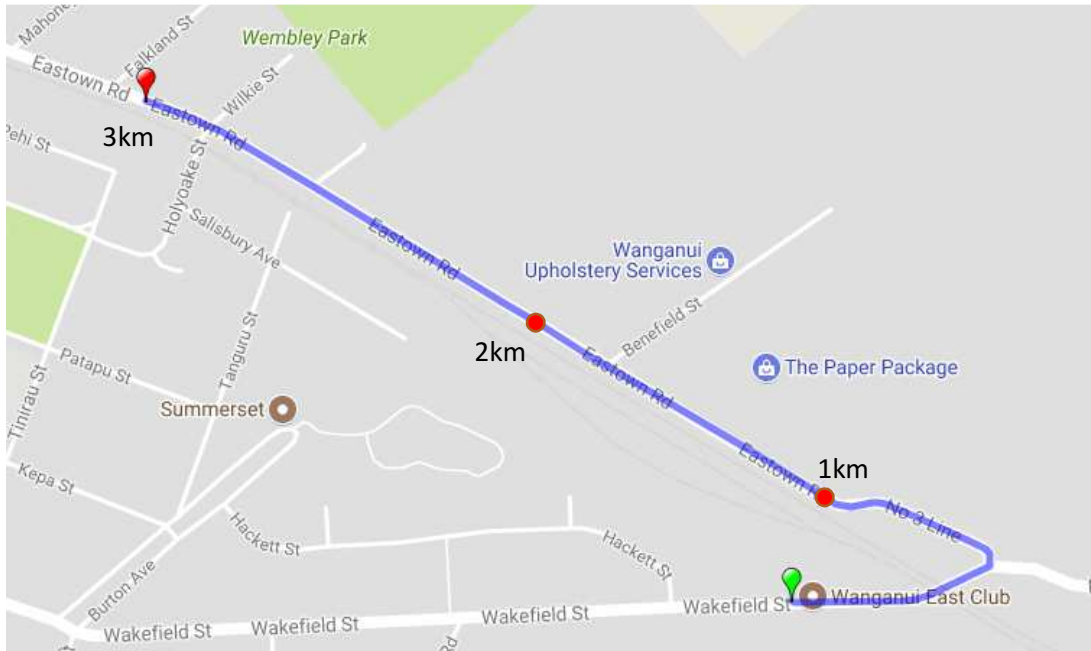 Mahoney
Falkland St
Wembley Park
Wilkie St
Eastown Rd
Eastown Rd
3km
Pehi St
Holyoake St
Salisbury Ave
Eastown Rd
Wanganui
Upholstery Services
Benefield St
2km
Tanguru St
Patapu St
Eastown Rd
The Paper Package
Summerset
Tinirau St
Eastown Rd
1km
Kepa St
No 3 Line
Hackett St
Hackett St
Burton Ave
Wanganui East Club
Wakefield St
Wakefield St
Wakefield St
Wakefield St
St
Rd